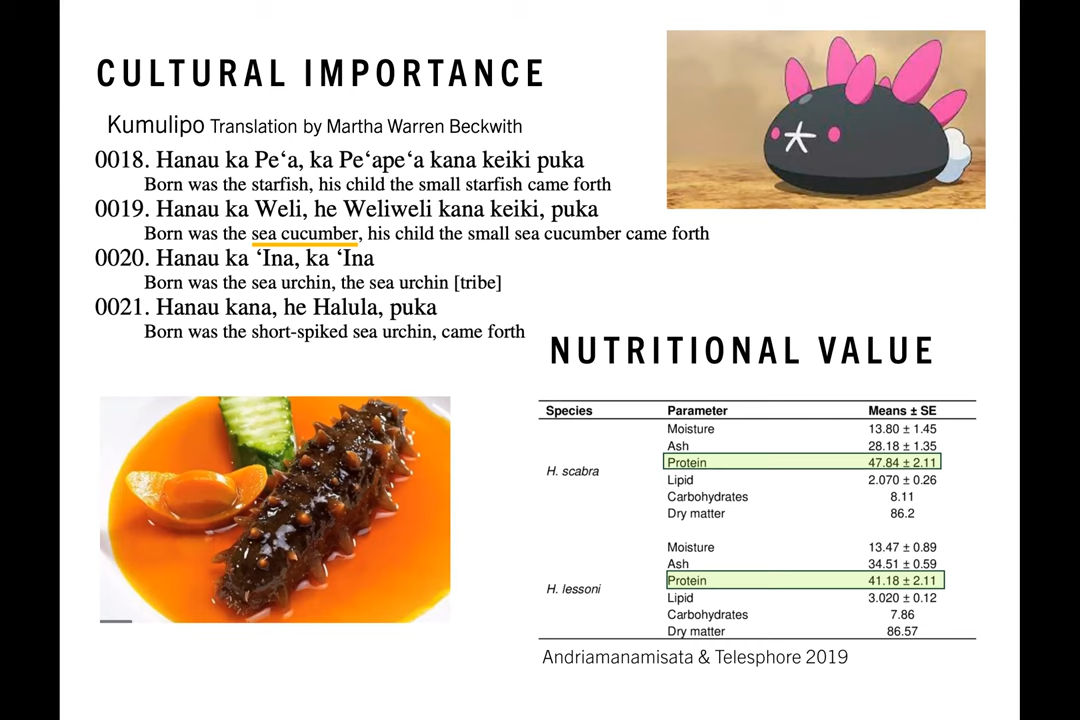 CULTURAL IMPORTANCE
Kumulipo Translation by Martha Warren Beckwith
0018. Hanau ka Pe‘a, ka Pe‘ape‘a kana keiki puka
Born was the starfish, his child the small starfish came forth
0019. Hanau ka Weli, he Weliweli kana keiki, puka
Born was the sea cucumber, his child the small sea cucumber came forth
0020. Hanau ka ‘Ina, ka ‘Ina
Born was the sea urchin, the sea urchin [tribe]
0021. Hanau kana, he Halula, puka
Born was the short-spiked sea urchin, came forth
NUTRITIONAL VALUE
Species Parameter Means ± SE
Moisture 13.80 ± 1.45
Ash 28.18 ± 1.35
Protein 47.84 ± 2.11
H. scabra
Lipid 2.070 ± 0.26
Carbohydrates 8.11
Dry matter 86.2
Moisture 13.47 ± 0.89
Ash 34.51 ± 0.59
Protein 41.18 ± 2.11
H. lessoni
Lipid 3.020 ± 0.12
Carbohydrates 7.86
Dry matter 86.57
Andriamanamisata & Telesphore 2019